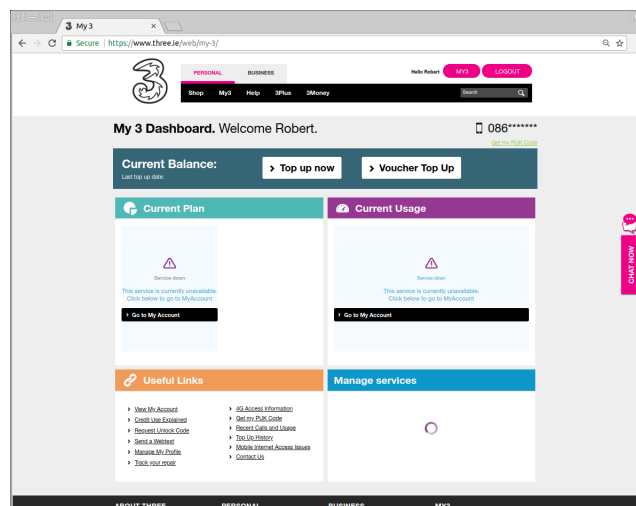 3 My 3
Secure | https://www.three.ie/web/my-3/
PERSONAL BUSINESS
Hello Robert MY3 LOGOUT
Shop My3 Help 3Plus 3Money Search
My 3 Dashboard. Welcome Robert.
086*******
Get my PUK Code
Current Balance:
Last top up date:
Top up now
Voucher Top Up
Current Plan
Service down
This service is currently unavailable.
Click below to go to MyAccount
Go to My Account
Current Usage
Service down
This service is currently unavailable.
Click below to go to MyAccount
Go to My Account
CHAT NOW
Useful Links
View My Account
Credit Use Explained
Request Unlock Code
Send a Webtext
Manage My Profile
Track your repair
4G Access Information
Get my PUK Code
Recent Calls and Usage
Top Up History
Mobile Internet Access Issues
Contact Us
Manage services
ABOUT THREE PERSONAL BUSINESS MY3